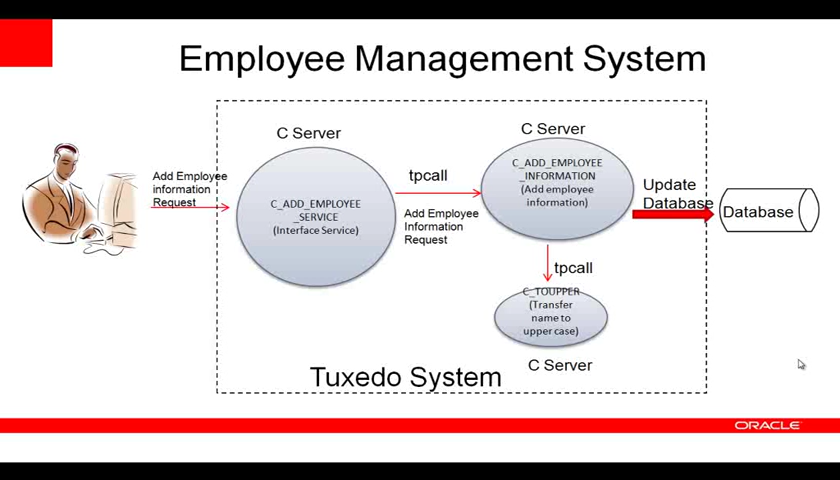 Employee Management System
C Server
C Server
Add Employee
information
Request
C_ADD_EMPLOYEE
_SERVICE
(Interface Service)
tpcall
Add Employee
Information
Request
C_ADD_EMPLOYEE
_INFORMATION
(Add employee
information)
Update
Database
Database
tpcall
C_TOUPPER
(Transfer
name to
upper case)
C Server
Tuxedo System
ORACLE